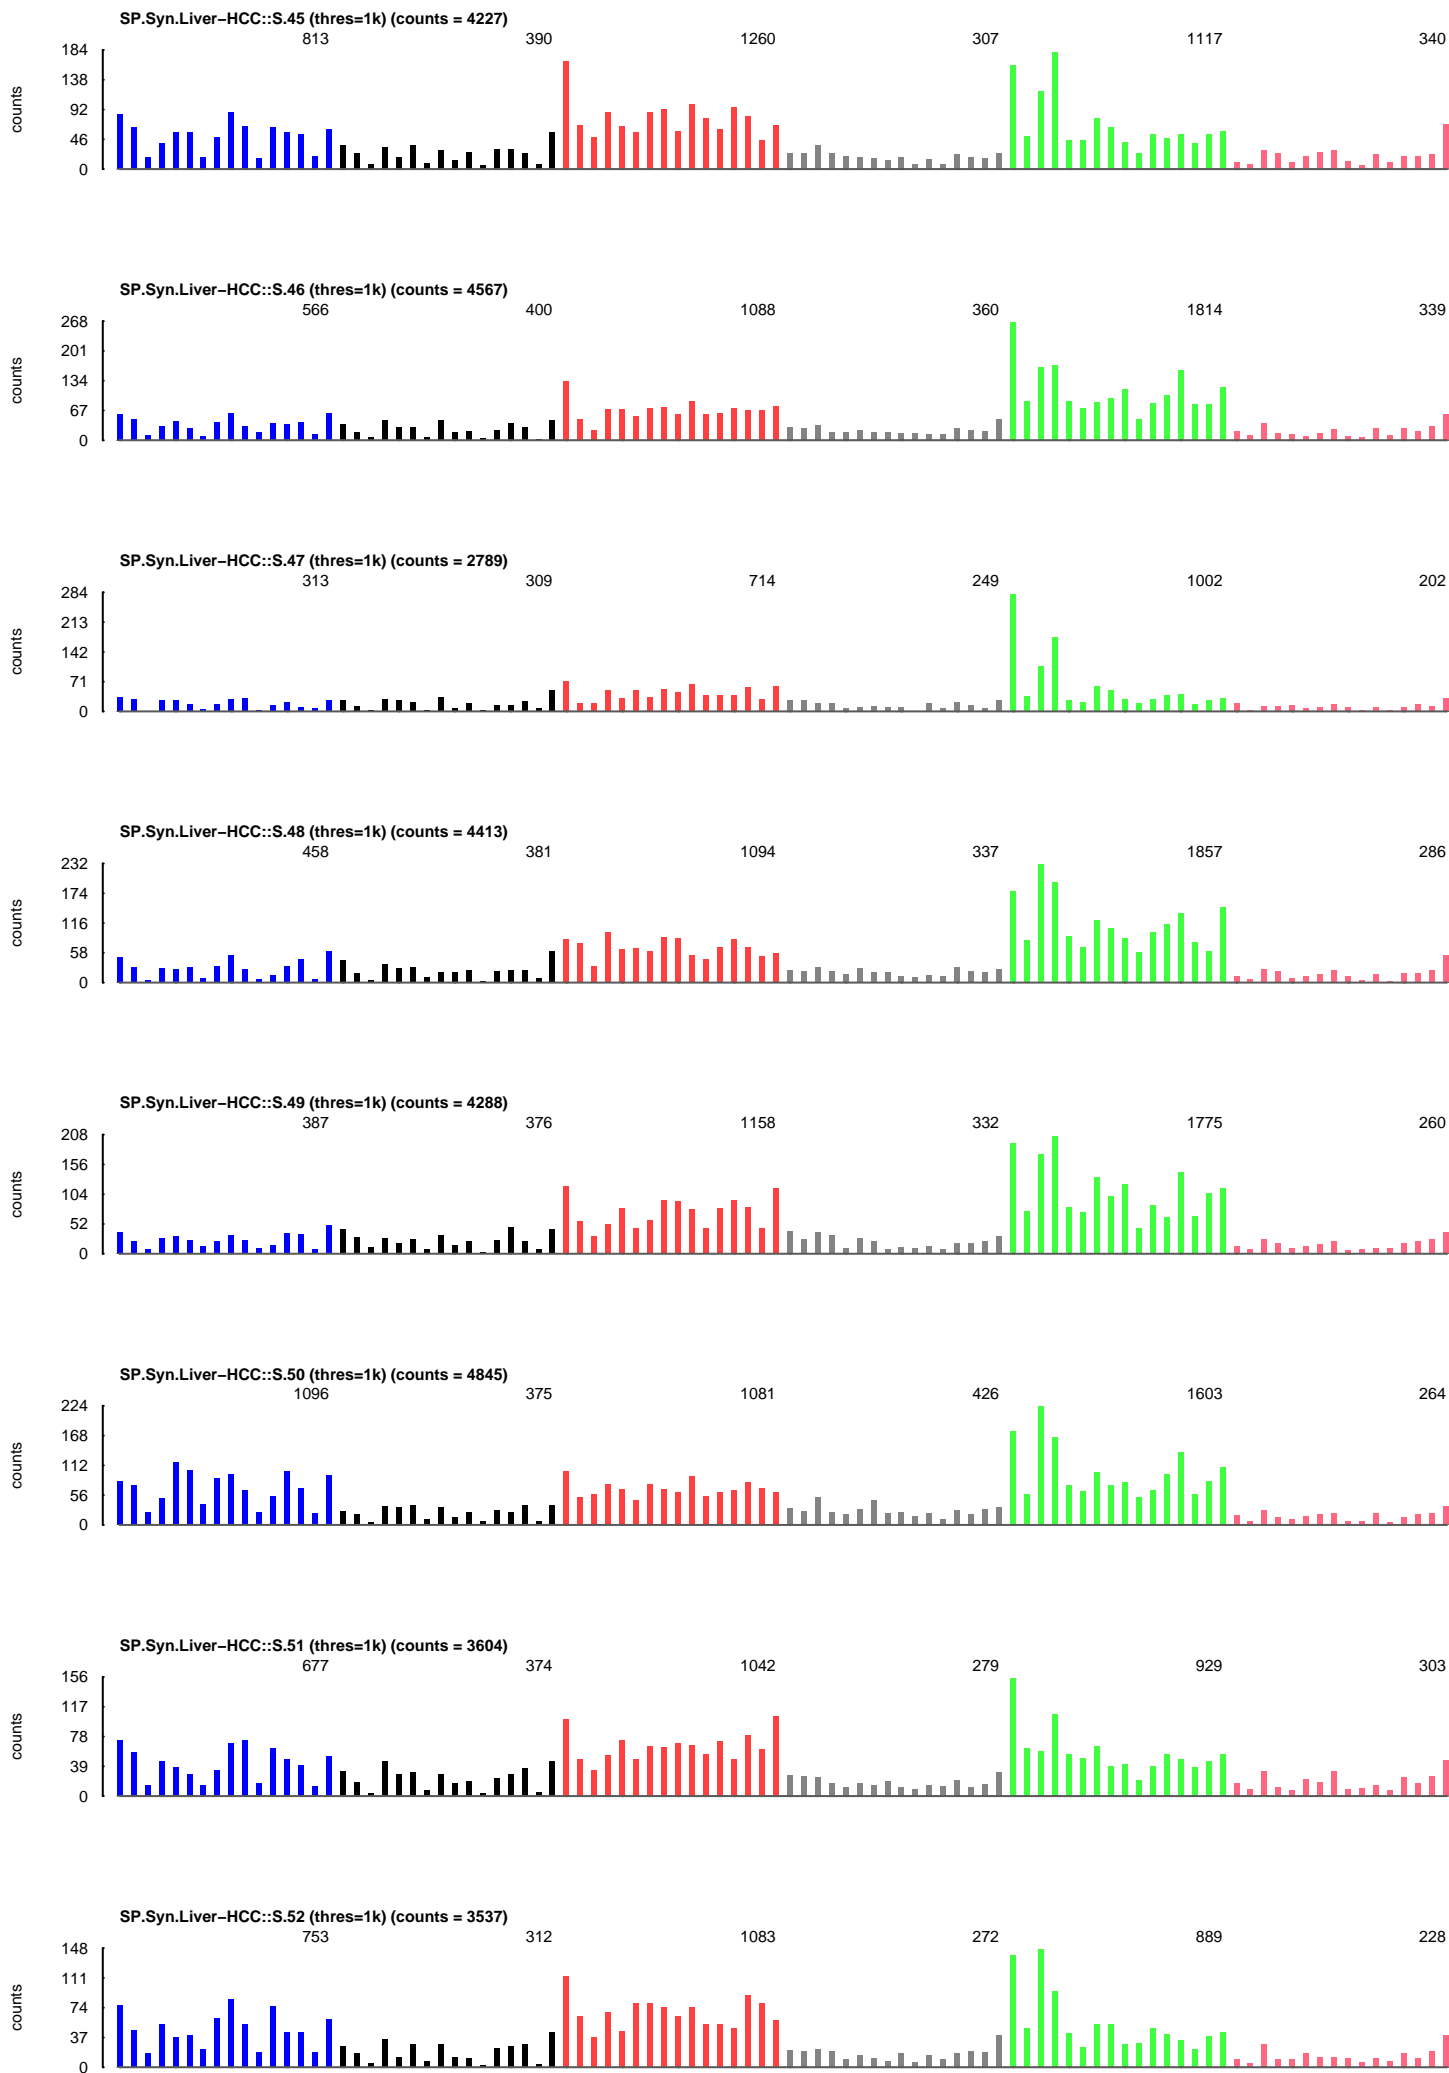 SP.Syn.Liver−HCC::S.45 (thres=1k) (counts = 4227)
813 390 1260 307 1117 340
184
138
92
46
0
counts
SP.Syn.Liver−HCC::S.46 (thres=1k) (counts = 4567)
566 400 1088 360 1814 339
268
201
134
67
0
counts
SP.Syn.Liver−HCC::S.47 (thres=1k) (counts = 2789)
313 309 714 249 1002 202
284
213
142
71
0
counts
SP.Syn.Liver−HCC::S.48 (thres=1k) (counts = 4413)
458 381 1094 337 1857 286
232
174
116
58
0
counts
SP.Syn.Liver−HCC::S.49 (thres=1k) (counts = 4288)
387 376 1158 332 1775 260
208
156
104
52
0
counts
SP.Syn.Liver−HCC::S.50 (thres=1k) (counts = 4845)
1096 375 1081 426 1603 264
224
168
112
56
0
counts
SP.Syn.Liver−HCC::S.51 (thres=1k) (counts = 3604)
677 374 1042 279 929 303
156
117
78
39
0
counts
SP.Syn.Liver−HCC::S.52 (thres=1k) (counts = 3537)
753 312 1083 272 889 228
148
111
74
37
0
counts